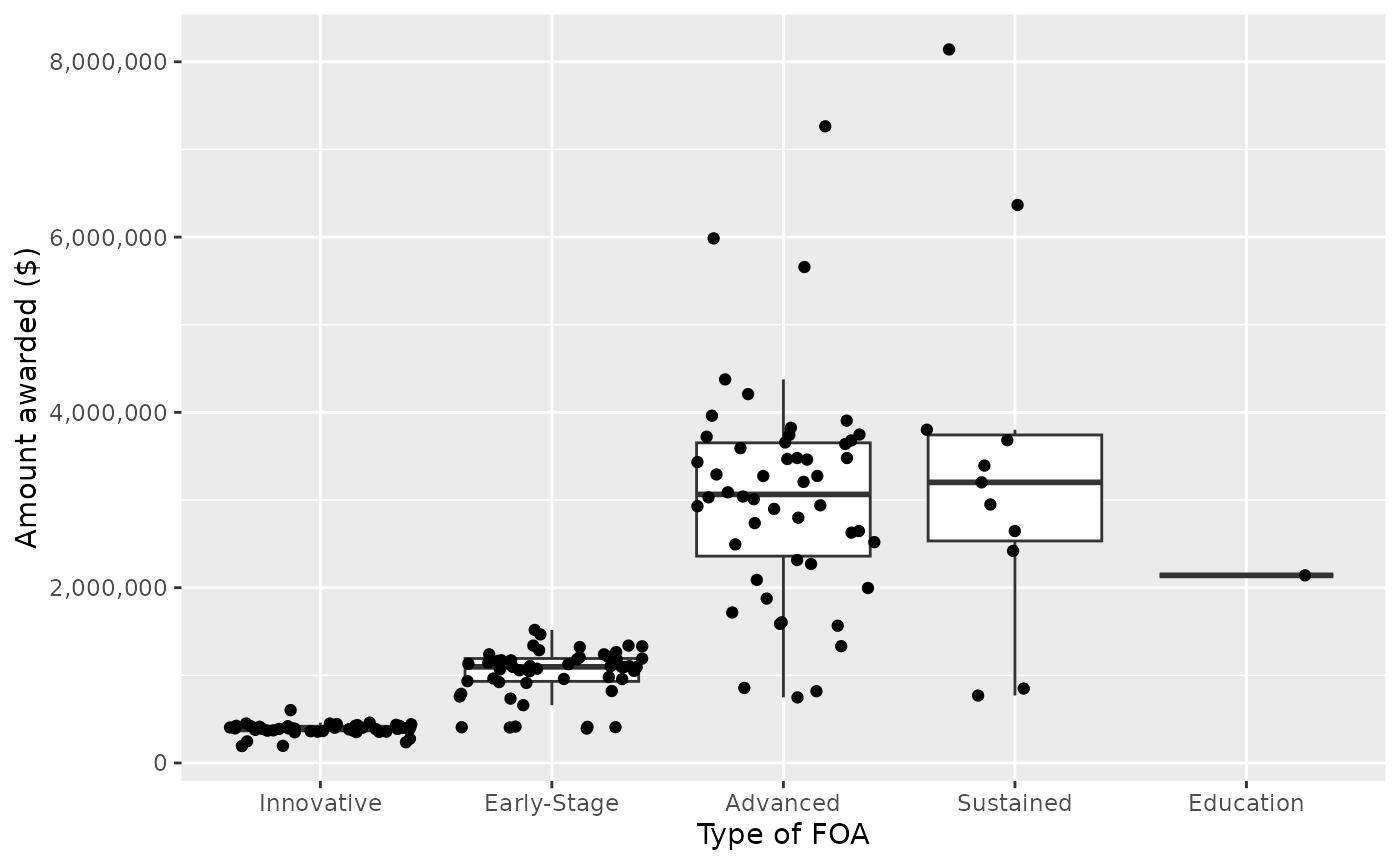 Amount awarded ($)
8,000,000
6,000,000
4,000,000
2,000,000
0
Innovative Early-Stage Advanced Sustained Education
Type of FOA